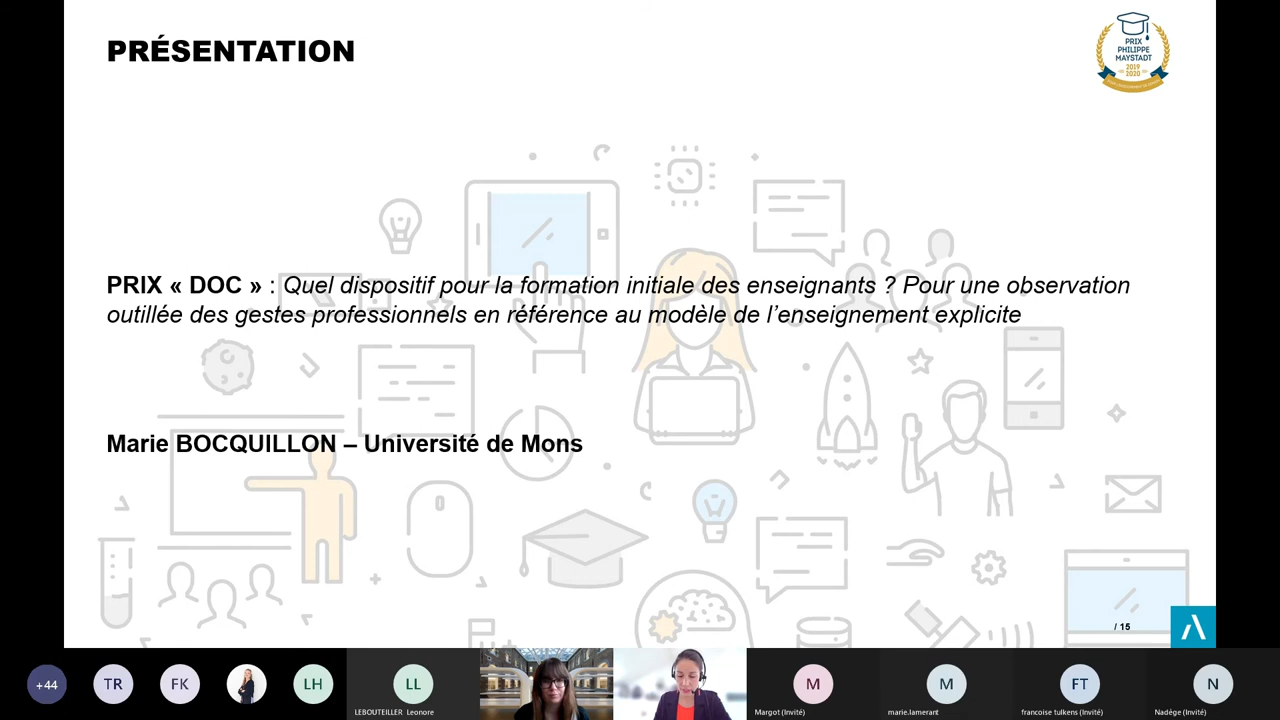 PRÉSENTATION
PRIX
PHILIPPE
MAYSTADT
2019
2020
PRIX « DOC » : Quel dispositif pour la formation initiale des enseignants ? Pour une observation
outillée des gestes professionnels en référence au modèle de l’enseignement explicite
Marie BOCQUILLON – Université de Mons
/ 15
+44
TR
FK
LH
LL
M
M
FT
N
LEBOUTEILLER Leonore
Margot (Invité)
marie.lamerant
francoise tulkens (Invité)
Nadège (Invité)